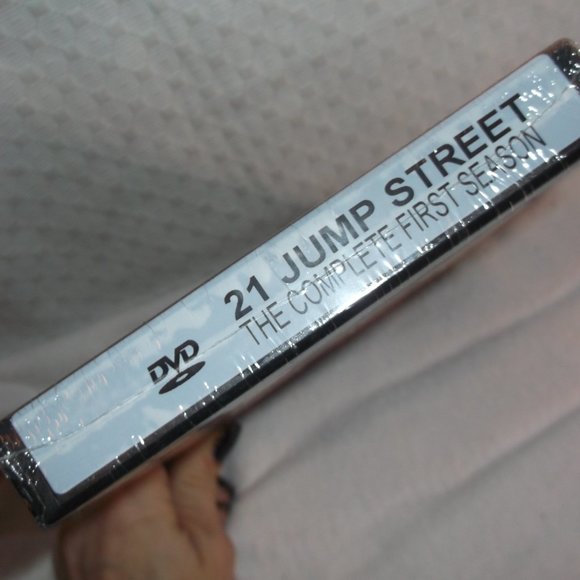 DVD
21 JUMP STREET
THE COMPLETE FIRST SEASON